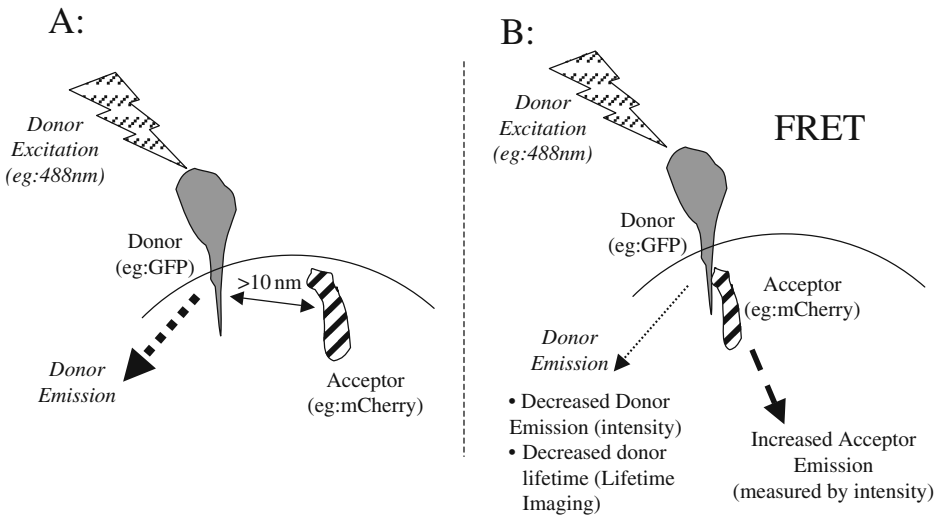 A:
Donor
Excitation
(eg:488nm)
Donor
(eg:GFP)
>10 nm
Donor
Emission
Acceptor
(eg:mCherry)
B:
FRET
Donor
Excitation
(eg:488nm)
Donor
(eg:GFP)
Acceptor
(eg:mCherry)
Donor
Emission
• Decreased Donor
Emission (intensity)
• Decreased donor
lifetime (Lifetime
Imaging)
Increased Acceptor
Emission
(measured by intensity)